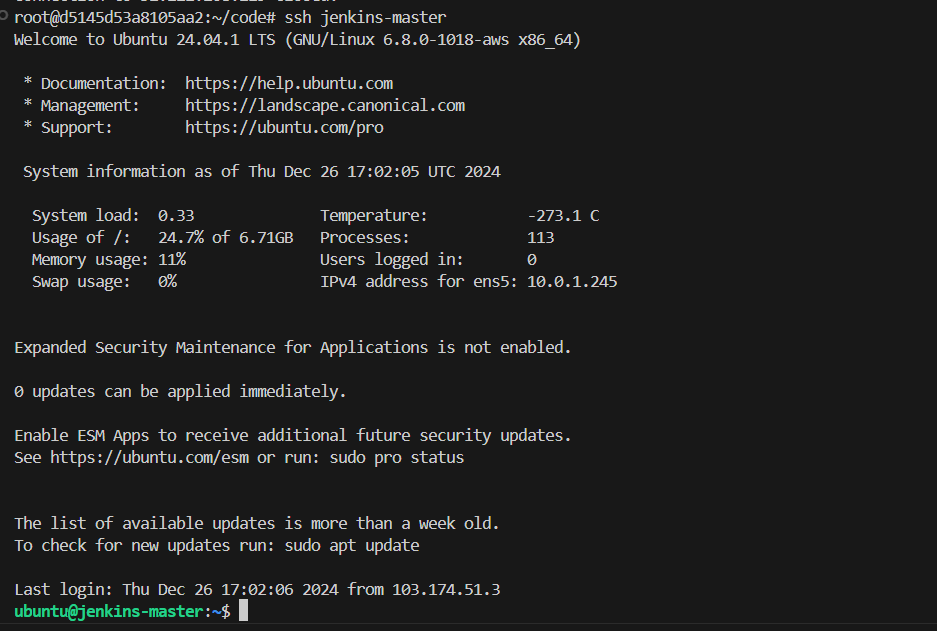 root@d5145d53a8105aa2:~/code# ssh jenkins-master
Welcome to Ubuntu 24.04.1 LTS (GNU/Linux 6.8.0-1018-aws x86_64)
* Documentation: https://help.ubuntu.com
* Management: https://landscape.canonical.com
* Support: https://ubuntu.com/pro
System information as of Thu Dec 26 17:02:05 UTC 2024
System load: 0.33 Temperature: -273.1 C
Usage of /: 24.7% of 6.71GB Processes: 113
Memory usage: 11% Users logged in: 0
Swap usage: 0% IPv4 address for ens5: 10.0.1.245
Expanded Security Maintenance for Applications is not enabled.
0 updates can be applied immediately.
Enable ESM Apps to receive additional future security updates.
See https://ubuntu.com/esm or run: sudo pro status
The list of available updates is more than a week old.
To check for new updates run: sudo apt update
Last login: Thu Dec 26 17:02:06 2024 from 103.174.51.3
ubuntu@jenkins-master:~$